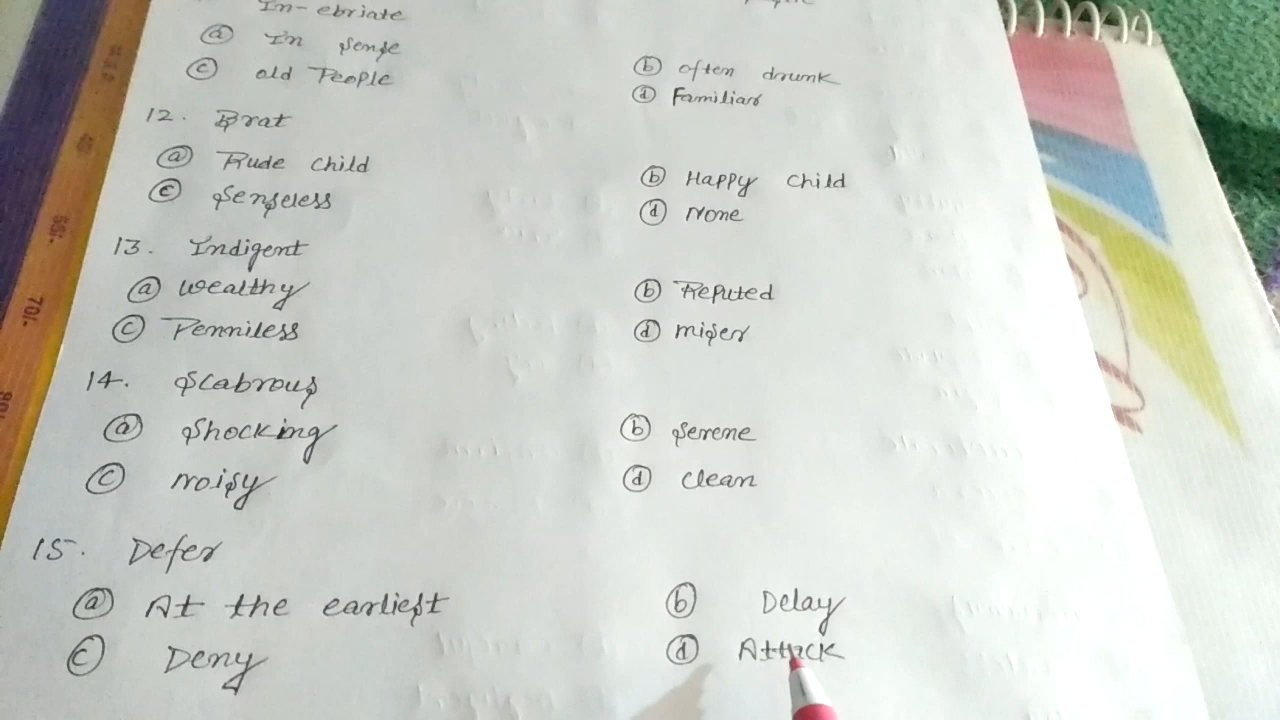 In-ebriate
(a) In sense
(b) often drunk
(c) old People
(d) Familiar
12. Brat
(a) Rude child
(b) Happy child
(c) Senseless
(d) None
13. Indigent
(a) Wealthy
(b) Reputed
(c) Penniless
(d) miser
14. Scabrous
(a) Shocking
(b) Serene
(c) Noisy
(d) clean
15. Defer
(a) At the earliest
(b) Delay
(c) Deny
(d) Attack
70/-